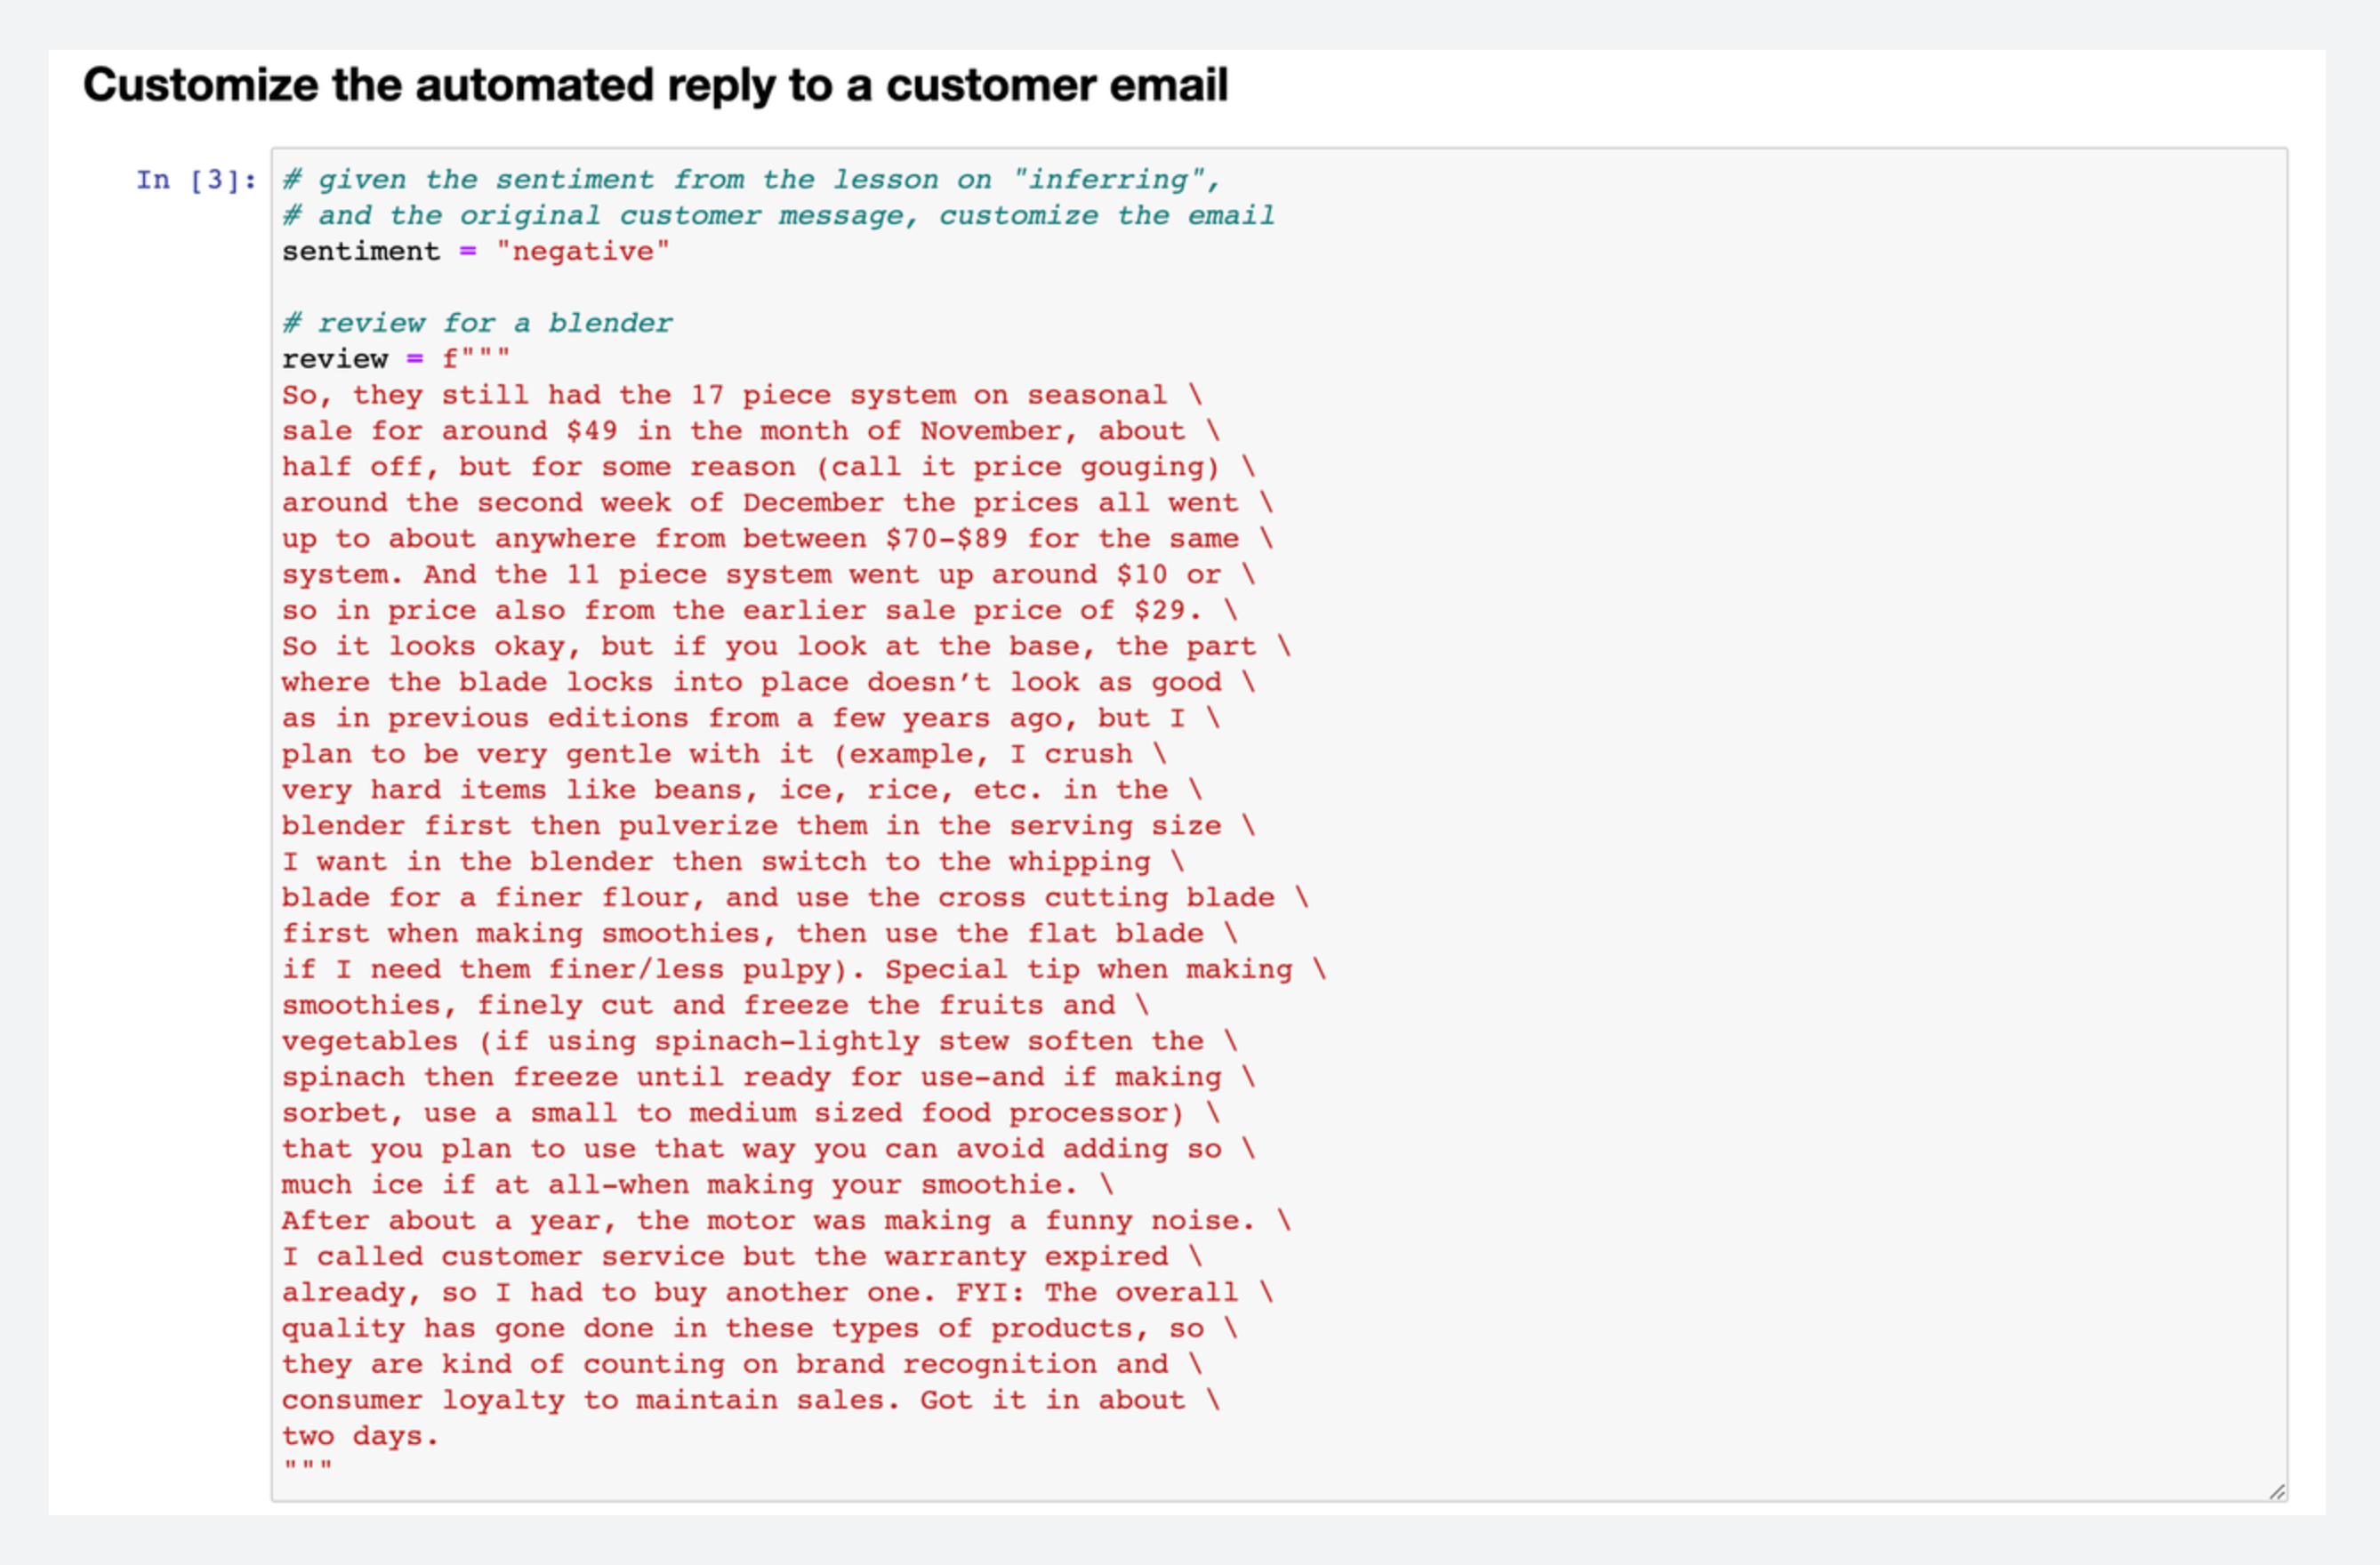 Customize the automated reply to a customer email
In [3]: # given the sentiment from the lesson on "inferring",
# and the original customer message, customize the email
sentiment = "negative"
# review for a blender
review = f"""
So, they still had the 17 piece system on seasonal \
sale for around $49 in the month of November, about \
half off, but for some reason (call it price gouging) \
around the second week of December the prices all went \
up to about anywhere from between $70-$89 for the same \
system. And the 11 piece system went up around $10 or \
so in price also from the earlier sale price of $29. \
So it looks okay, but if you look at the base, the part \
where the blade locks into place doesn’t look as good \
as in previous editions from a few years ago, but I \
plan to be very gentle with it (example, I crush \
very hard items like beans, ice, rice, etc. in the \
blender first then pulverize them in the serving size \
I want in the blender then switch to the whipping \
blade for a finer flour, and use the cross cutting blade \
first when making smoothies, then use the flat blade \
if I need them finer/less pulpy). Special tip when making \
smoothies, finely cut and freeze the fruits and \
vegetables (if using spinach-lightly stew soften the \
spinach then freeze until ready for use-and if making \
sorbet, use a small to medium sized food processor) \
that you plan to use that way you can avoid adding so \
much ice if at all-when making your smoothie. \
After about a year, the motor was making a funny noise. \
I called customer service but the warranty expired \
already, so I had to buy another one. FYI: The overall \
quality has gone done in these types of products, so \
they are kind of counting on brand recognition and \
consumer loyalty to maintain sales. Got it in about \
two days.
"""